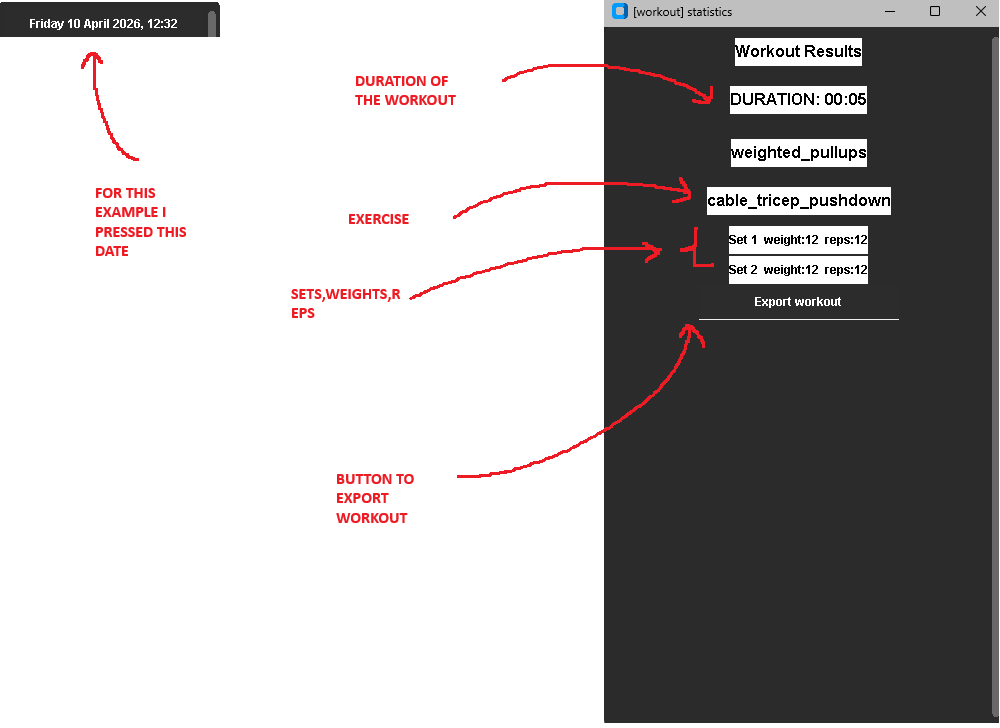 Friday 10 April 2026, 12:32
FOR THIS
EXAMPLE I
PRESSED THIS
DATE
DURATION OF
THE WORKOUT
EXERCISE
SETS,WEIGHTS,R
EPS
BUTTON TO
EXPORT
WORKOUT
[workout] statistics
Workout Results
DURATION: 00:05
weighted_pullups
cable_tricep_pushdown
Set 1 weight:12 reps:12
Set 2 weight:12 reps:12
Export workout